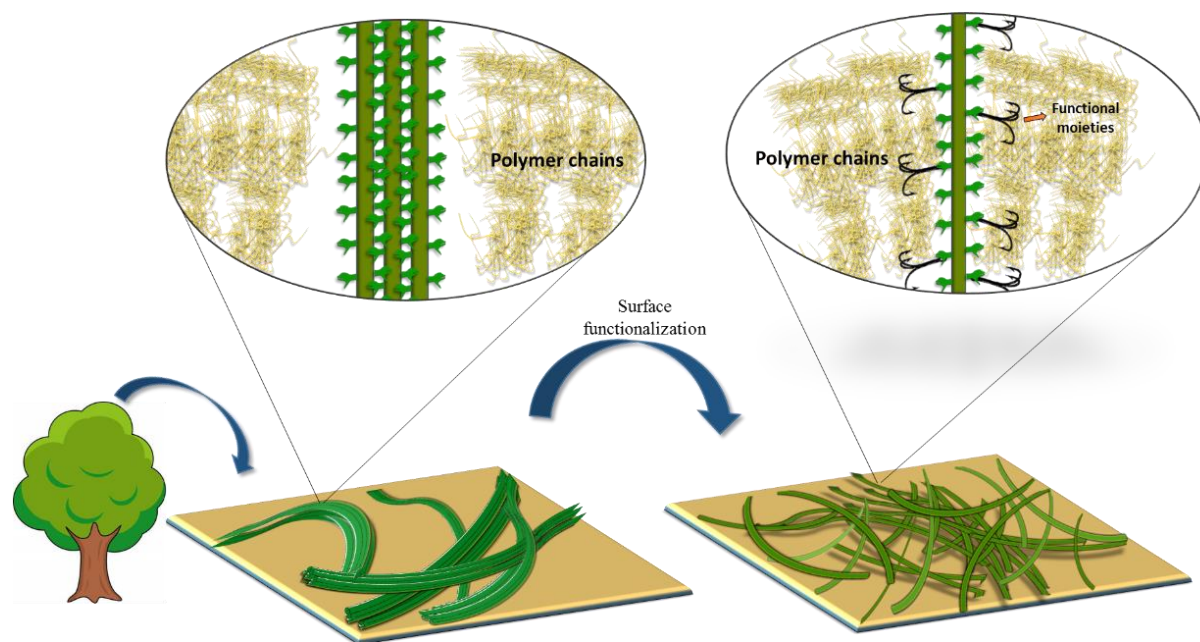 Polymer chains
Functional
moieties
Polymer chains
Surface
functionalization